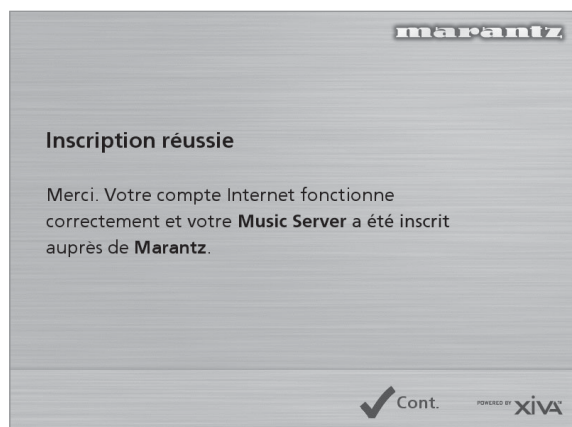 marantz
Inscription réussie
Merci. Votre compte Internet fonctionne
correctement et votre Music Server a été inscrit
auprès de Marantz.
Cont.
POWERED BY XiVA™